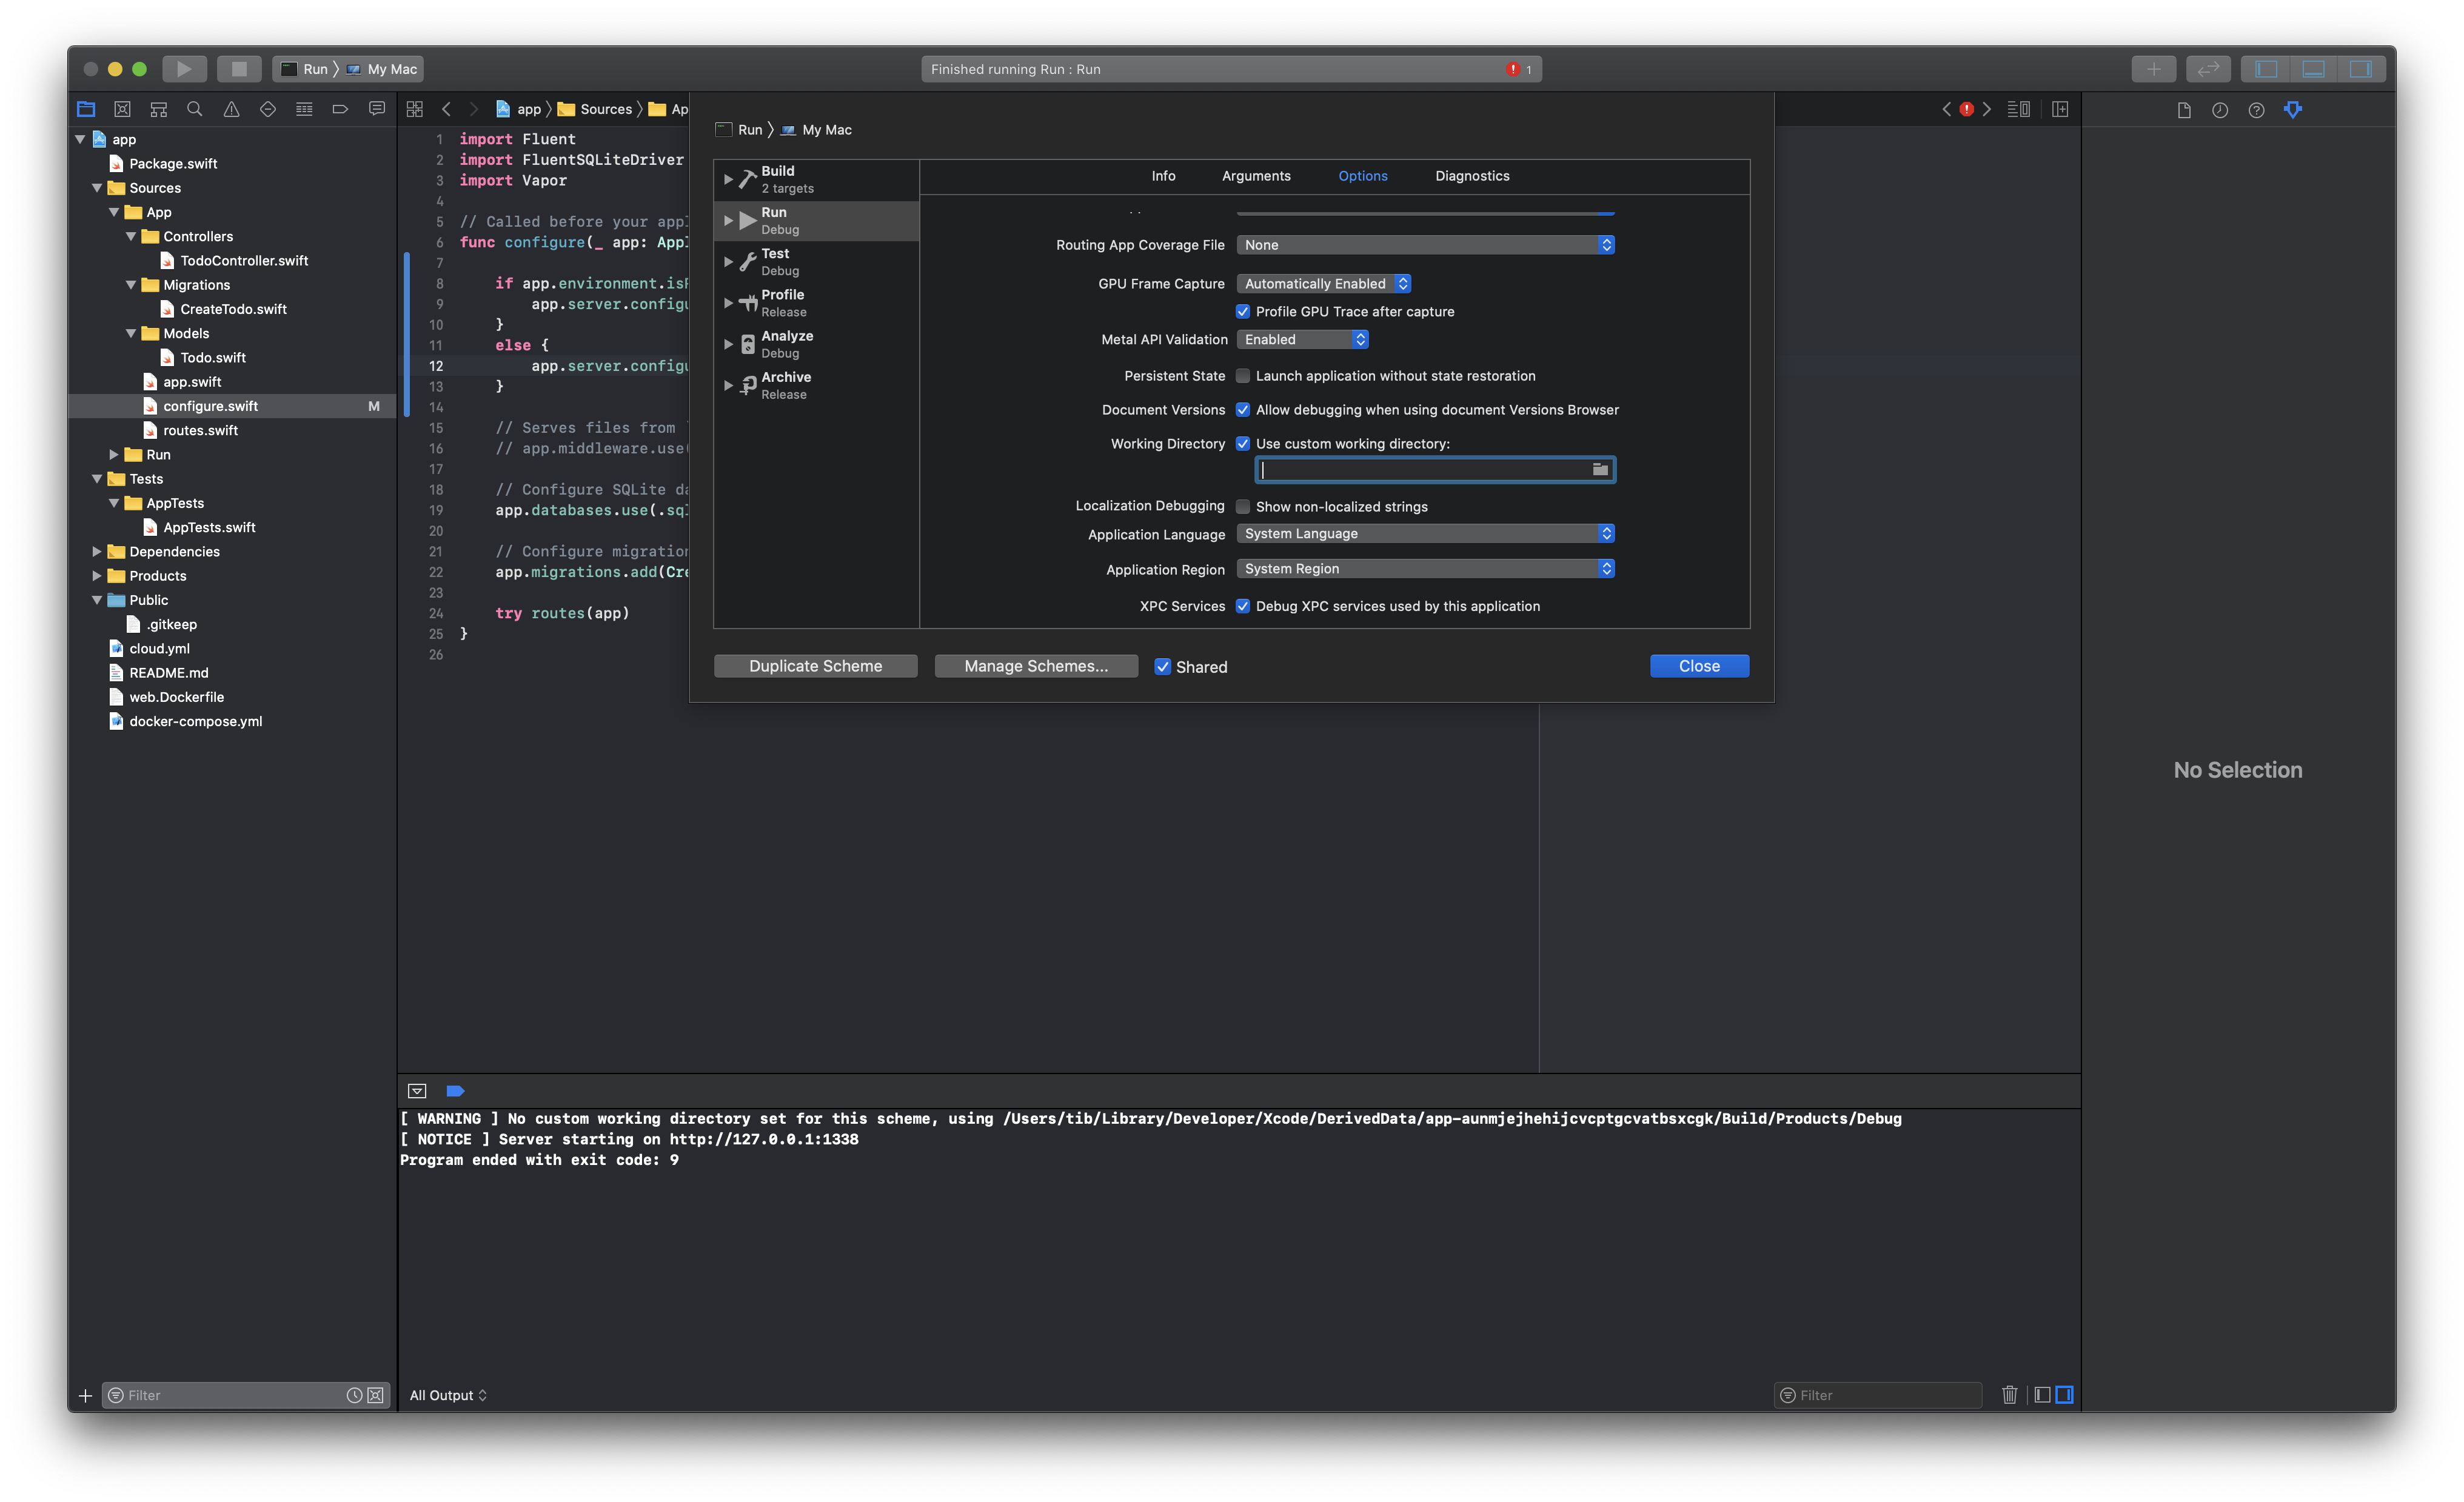 Run 〉 My Mac
Finished running Run : Run
1
app
Package.swift
Sources
App
Controllers
TodoController.swift
Migrations
CreateTodo.swift
Models
Todo.swift
app.swift
configure.swift M
routes.swift
Run
Tests
AppTests
AppTests.swift
Dependencies
Products
Public
.gitkeep
cloud.yml
README.md
web.Dockerfile
docker-compose.yml
Filter
app 〉 Sources 〉 Ap
1 import Fluent
2 import FluentSQLiteDriver
3 import Vapor
4
5 // Called before your appl
6 func configure(_ app: Appl
7
8 if app.environment.is
9 app.server.config
10 }
11 else {
12 app.server.config
13 }
14
15 // Serves files from
16 // app.middleware.use(
17
18 // Configure SQLite da
19 app.databases.use(.sql
20
21 // Configure migration
22 app.migrations.add(Cre
23
24 try routes(app)
25 }
26
Run 〉 My Mac
Build
2 targets
Run
Debug
Test
Debug
Profile
Release
Analyze
Debug
Archive
Release
Info Arguments Options Diagnostics
Routing App Coverage File None
GPU Frame Capture Automatically Enabled
Profile GPU Trace after capture
Metal API Validation Enabled
Persistent State Launch application without state restoration
Document Versions Allow debugging when using document Versions Browser
Working Directory Use custom working directory:
Localization Debugging Show non-localized strings
Application Language System Language
Application Region System Region
XPC Services Debug XPC services used by this application
Duplicate Scheme Manage Schemes... Shared Close
No Selection
[ WARNING ] No custom working directory set for this scheme, using /Users/tib/Library/Developer/Xcode/DerivedData/app-aunmjejhehijcvcptgcvatbsxcgk/Build/Products/Debug
[ NOTICE ] Server starting on http://127.0.0.1:1338
Program ended with exit code: 9
All Output
Filter